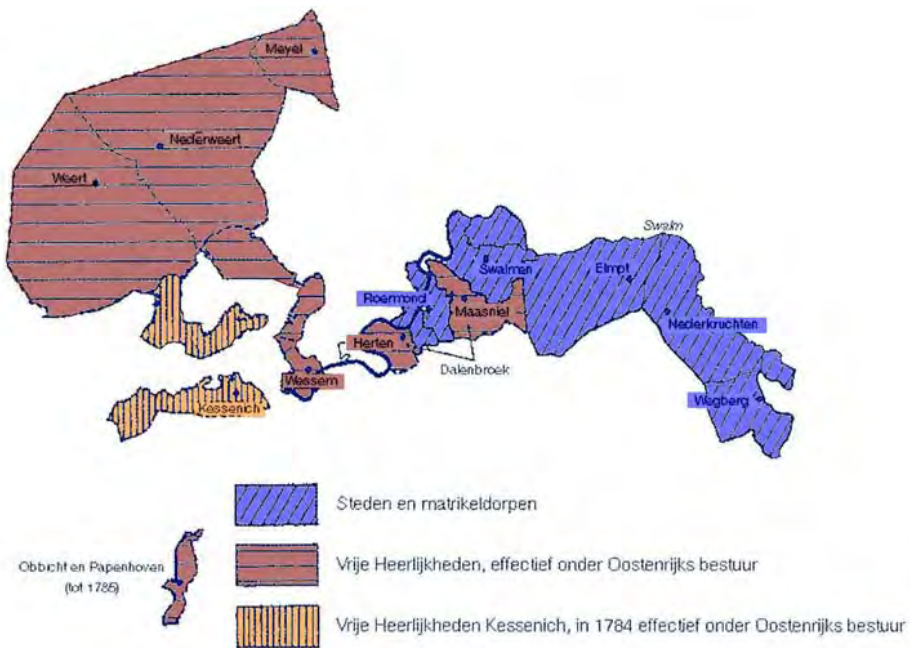 Meyel
Nederweert
Weert
Swalm
Swalmen
Elmpt
Roermond
Maasniel
Nederkruchten
Herten
Dalenbroek
Wessem
Kessenich
Wegberg
Steden en matrikeldorpen
Obbicht en Papenhoven
(tot 1785)
Vrije Heerlijkheden, effectief onder Oostenrijks bestuur
Vrije Heerlijkheden Kessenich, in 1784 effectief onder Oostenrijks bestuur